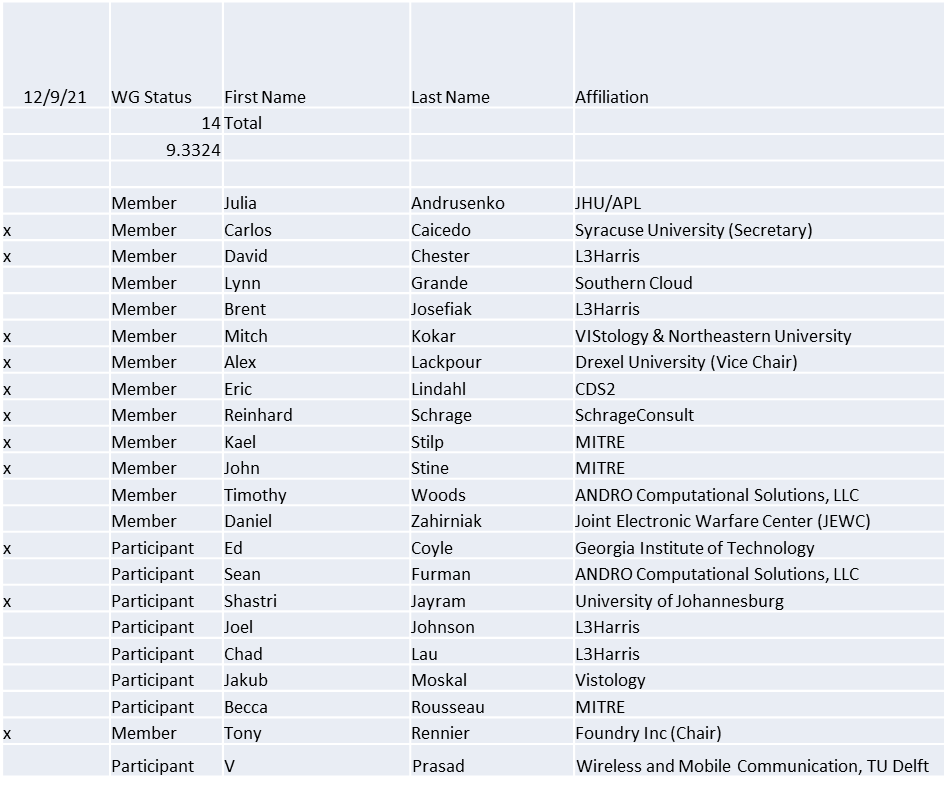 12/9/21 WG Status First Name Last Name Affiliation
14 Total
9.3324
Member Julia Andrusenko JHU/APL
x Member Carlos Caicedo Syracuse University (Secretary)
x Member David Chester L3Harris
Member Lynn Grande Southern Cloud
Member Brent Josefiak L3Harris
x Member Mitch Kokar VIStology & Northeastern University
x Member Alex Lackpour Drexel University (Vice Chair)
x Member Eric Lindahl CDS2
x Member Reinhard Schrage SchrageConsult
x Member Kael Stilp MITRE
x Member John Stine MITRE
Member Timothy Woods ANDRO Computational Solutions, LLC
Member Daniel Zahirniak Joint Electronic Warfare Center (JEWC)
x Participant Ed Coyle Georgia Institute of Technology
Participant Sean Furman ANDRO Computational Solutions, LLC
x Participant Shastri Jayram University of Johannesburg
Participant Joel Johnson L3Harris
Participant Chad Lau L3Harris
Participant Jakub Moskal Vistology
Participant Becca Rousseau MITRE
x Member Tony Rennier Foundry Inc (Chair)
Participant V Prasad Wireless and Mobile Communication, TU Delft